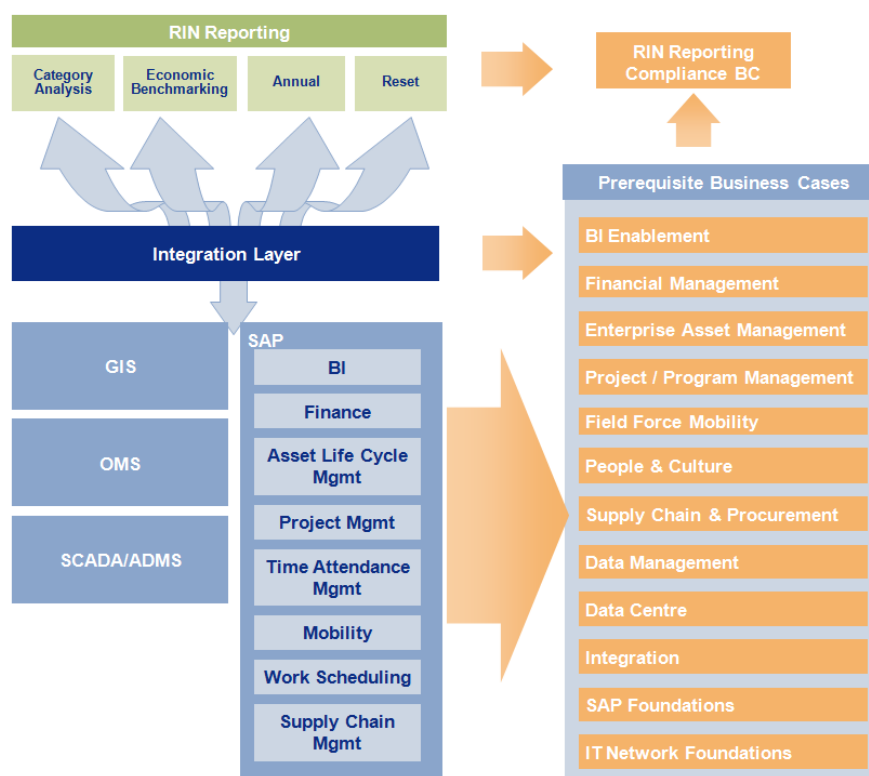 RIN Reporting
Category
Analysis
Economic
Benchmarking
Annual
Reset
Integration Layer
GIS
OMS
SCADA/ADMS
SAP
BI
Finance
Asset Life Cycle
Mgmt
Project Mgmt
Time Attendance
Mgmt
Mobility
Work Scheduling
Supply Chain
Mgmt
RIN Reporting
Compliance BC
Prerequisite Business Cases
BI Enablement
Financial Management
Enterprise Asset Management
Project / Program Management
Field Force Mobility
People & Culture
Supply Chain & Procurement
Data Management
Data Centre
Integration
SAP Foundations
IT Network Foundations